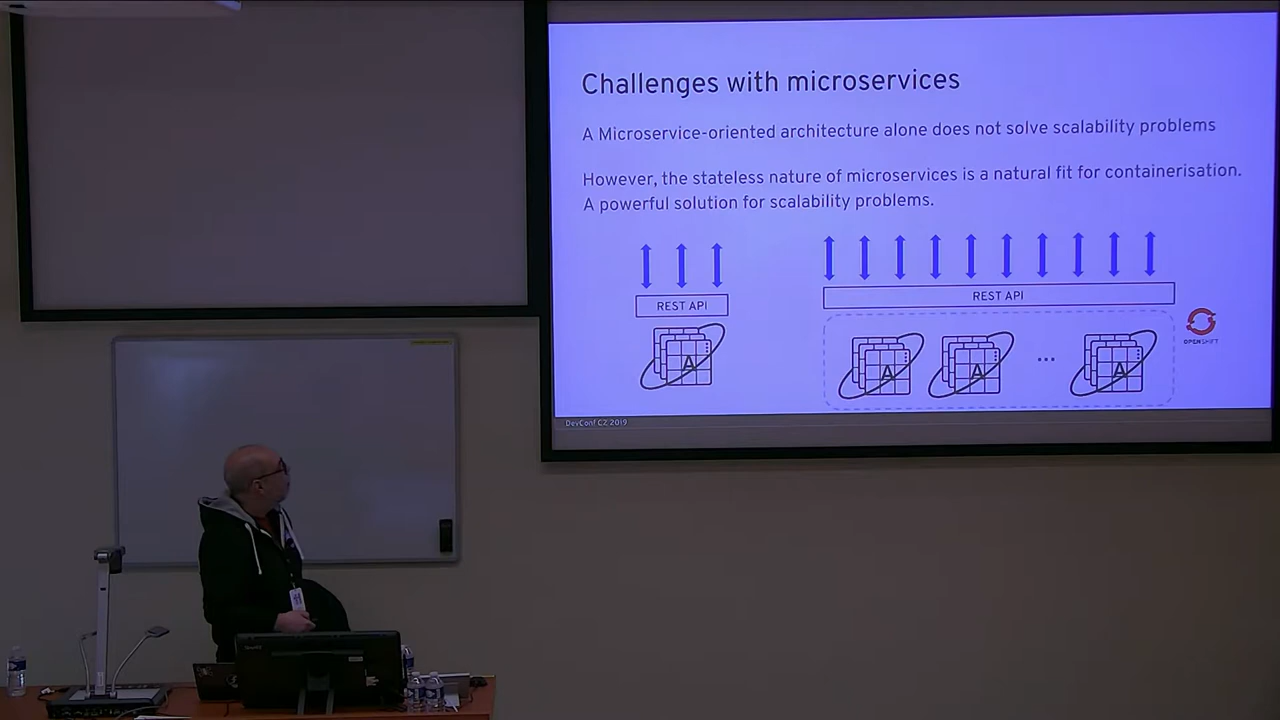 Challenges with microservices
A Microservice-oriented architecture alone does not solve scalability problems
However, the stateless nature of microservices is a natural fit for containerisation.
A powerful solution for scalability problems.
REST API
REST API
A
A
A
...
A
OPENSHIFT
DevConf CZ, 2019